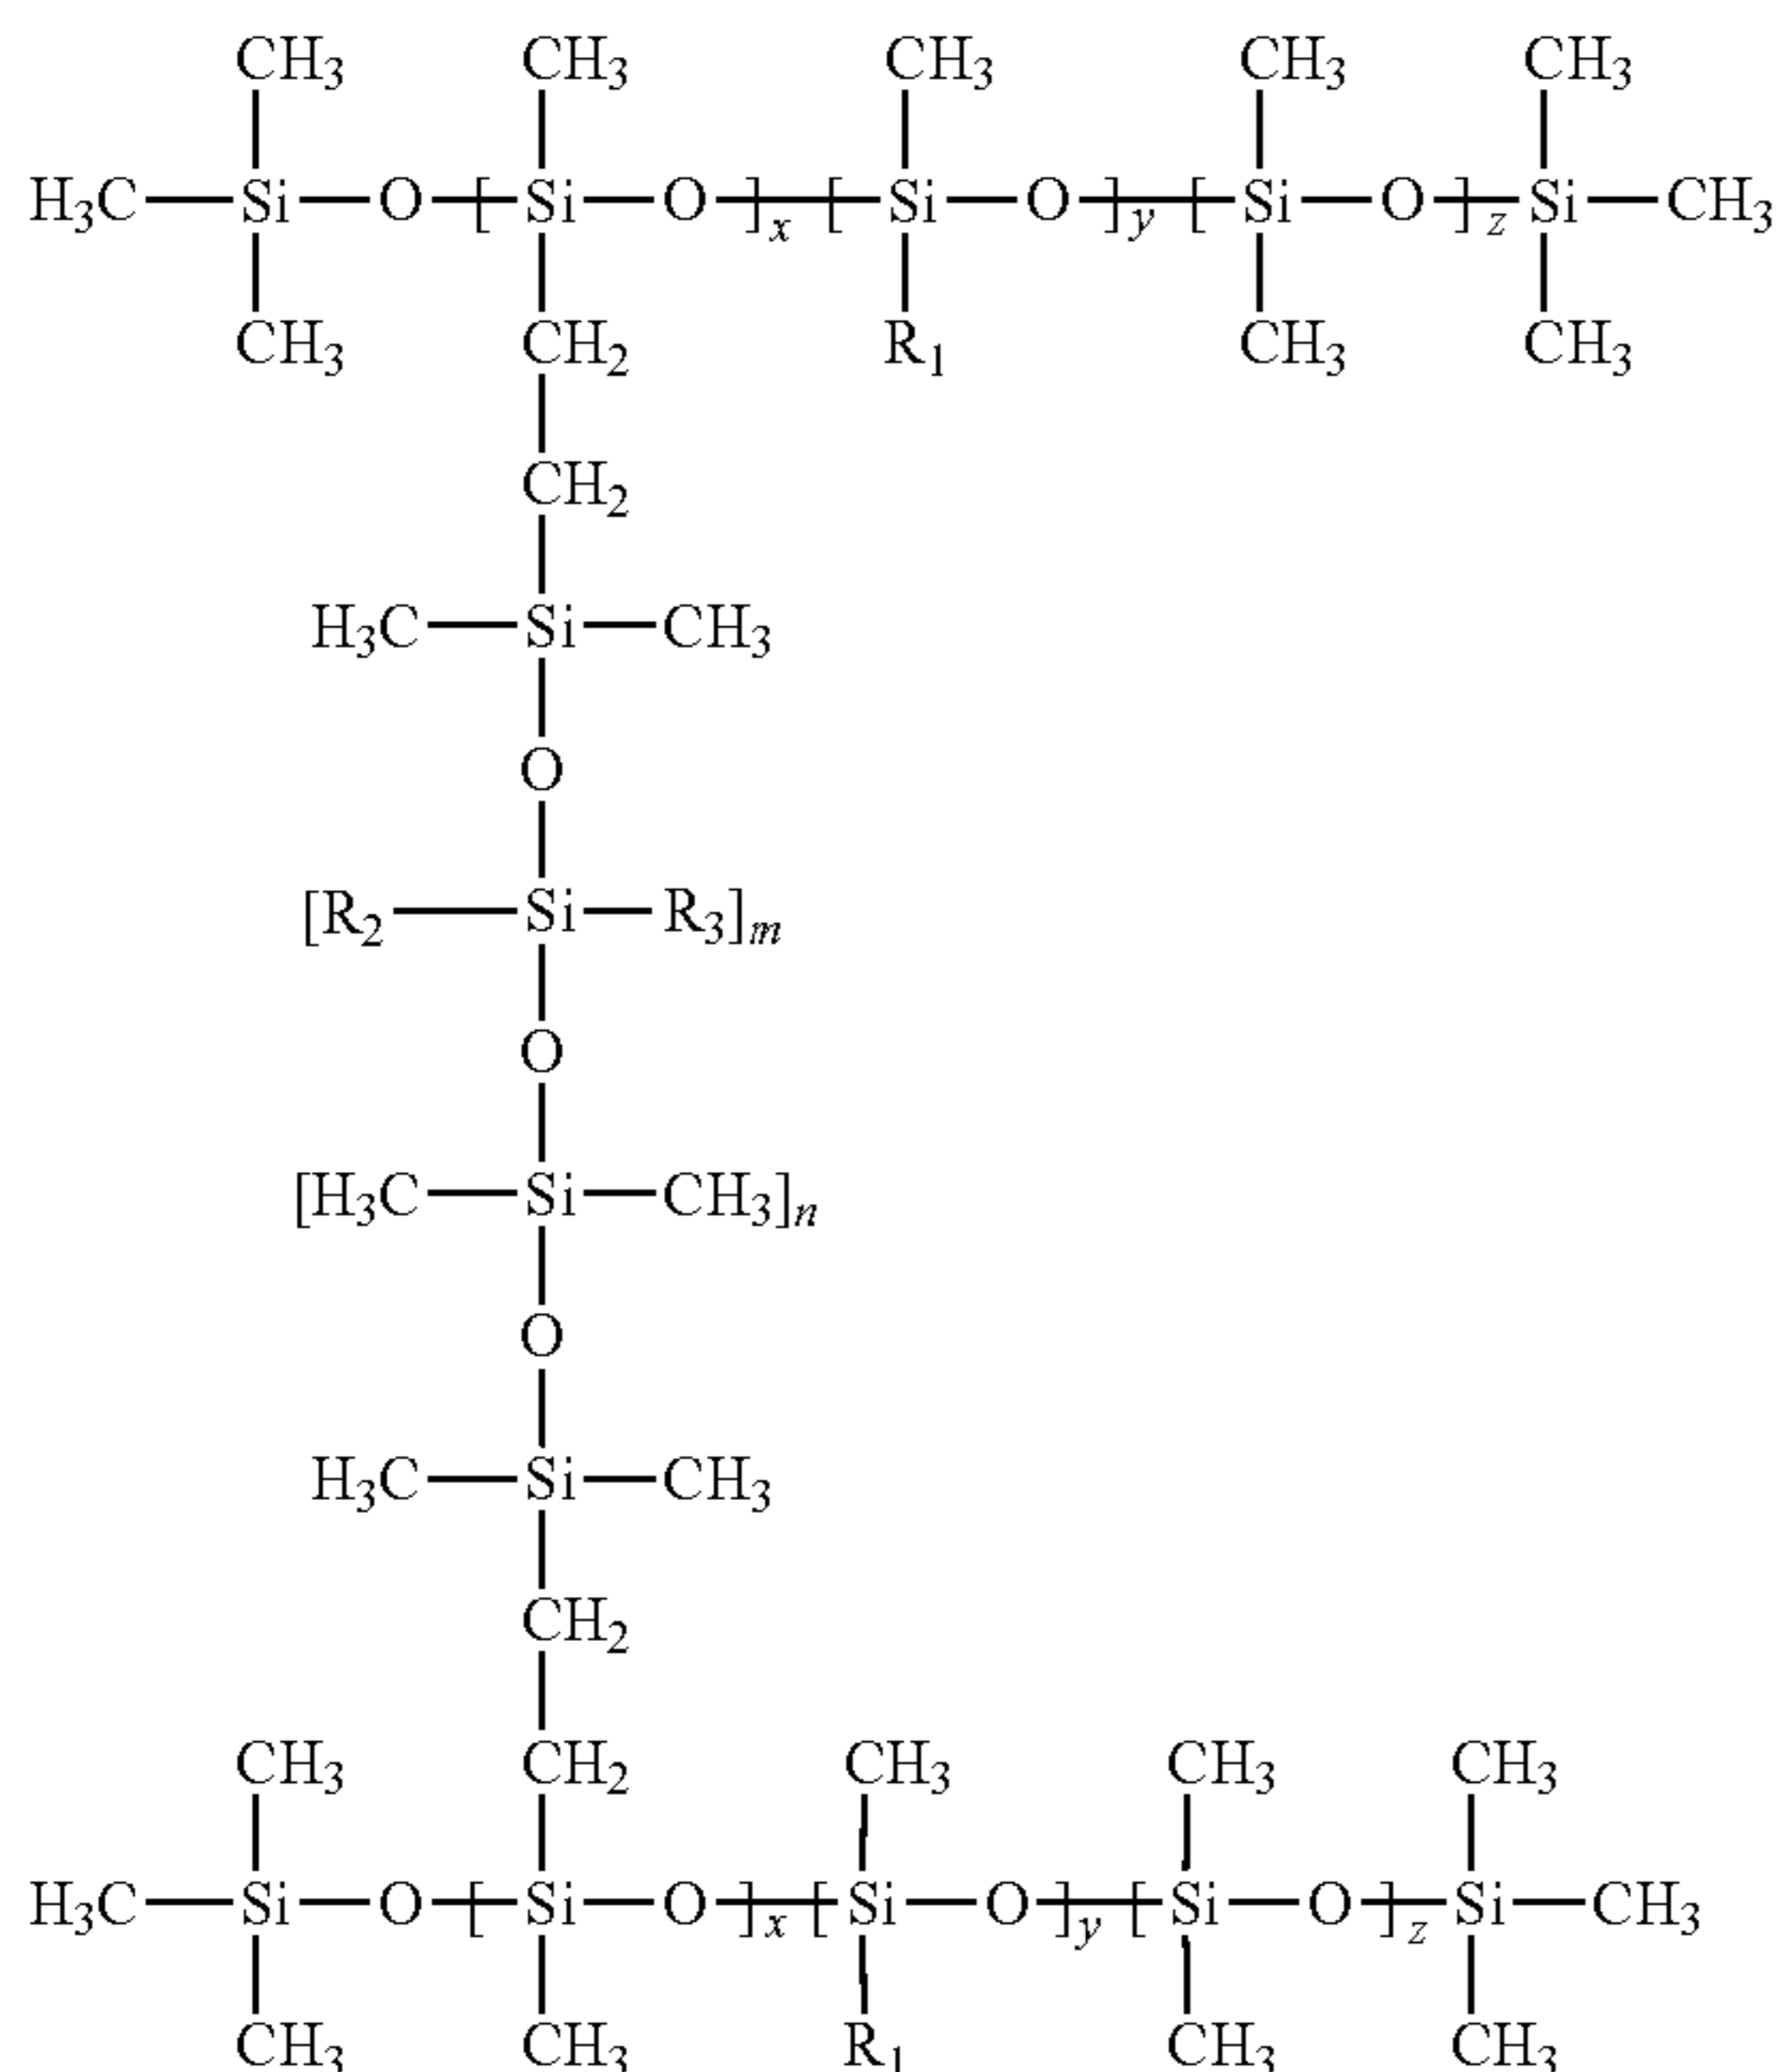 CH3 CH3 CH3 CH3 CH3
H3C Si O [ Si O ]x [ Si O ]y [ Si O ]z Si CH3
CH3 CH2 R1 CH3 CH3
CH2
H3C Si CH3
O
[R2 Si R3]m
O
[H3C Si CH3]n
O
H3C Si CH3
CH2
CH3 CH2 CH3 CH3 CH3
H3C Si O [ Si O ]x [ Si O ]y [ Si O ]z Si CH3
CH3 CH3 R1 CH3 CH3